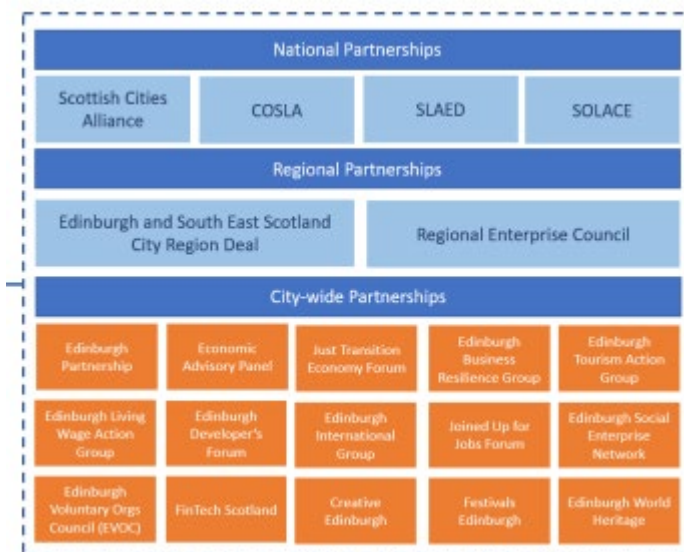 National Partnerships
Scottish Cities
Alliance
COSLA
SLAED
SOLACE
Regional Partnerships
Edinburgh and South East Scotland
City Region Deal
Regional Enterprise Council
City-wide Partnerships
Edinburgh
Partnership
Economic
Advisory Panel
Just Transition
Economy Forum
Edinburgh
Business
Resilience Group
Edinburgh
Tourism Action
Group
Edinburgh Living
Wage Action
Group
Edinburgh
Developer's
Forum
Edinburgh
International
Group
Joined Up for
Jobs Forum
Edinburgh Social
Enterprise
Network
Edinburgh
Voluntary Orgs
Council (EVOC)
FinTech Scotland
Creative
Edinburgh
Festivals
Edinburgh
Edinburgh World
Heritage